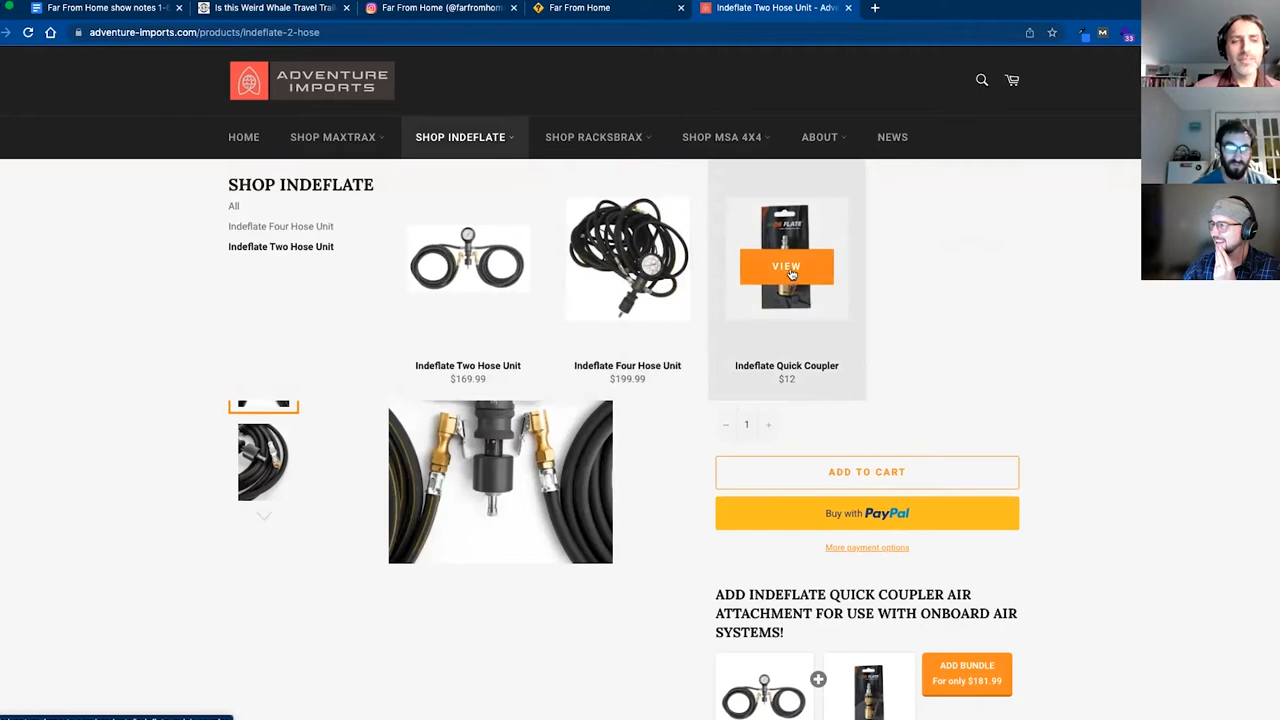 Far From Home show notes 1-6
Is this Weird Whale Travel Trail
Far From Home (@farfromhom
Far From Home
Indeflate Two Hose Unit - Adv
33
adventure-imports.com/products/indeflate-2-hose
ADVENTURE
IMPORTS
HOME
SHOP MAXTRAX
SHOP INDEFLATE
SHOP RACKSBRAX
SHOP MSA 4X4
ABOUT
NEWS
SHOP INDEFLATE
All
Indeflate Four Hose Unit
Indeflate Two Hose Unit
VIEW
Indeflate Two Hose Unit
$169.99
Indeflate Four Hose Unit
$199.99
Indeflate Quick Coupler
$12
1
ADD TO CART
Buy with PayPal
More payment options
ADD INDEFLATE QUICK COUPLER AIR
ATTACHMENT FOR USE WITH ONBOARD AIR
SYSTEMS!
ADD BUNDLE
For only $181.99